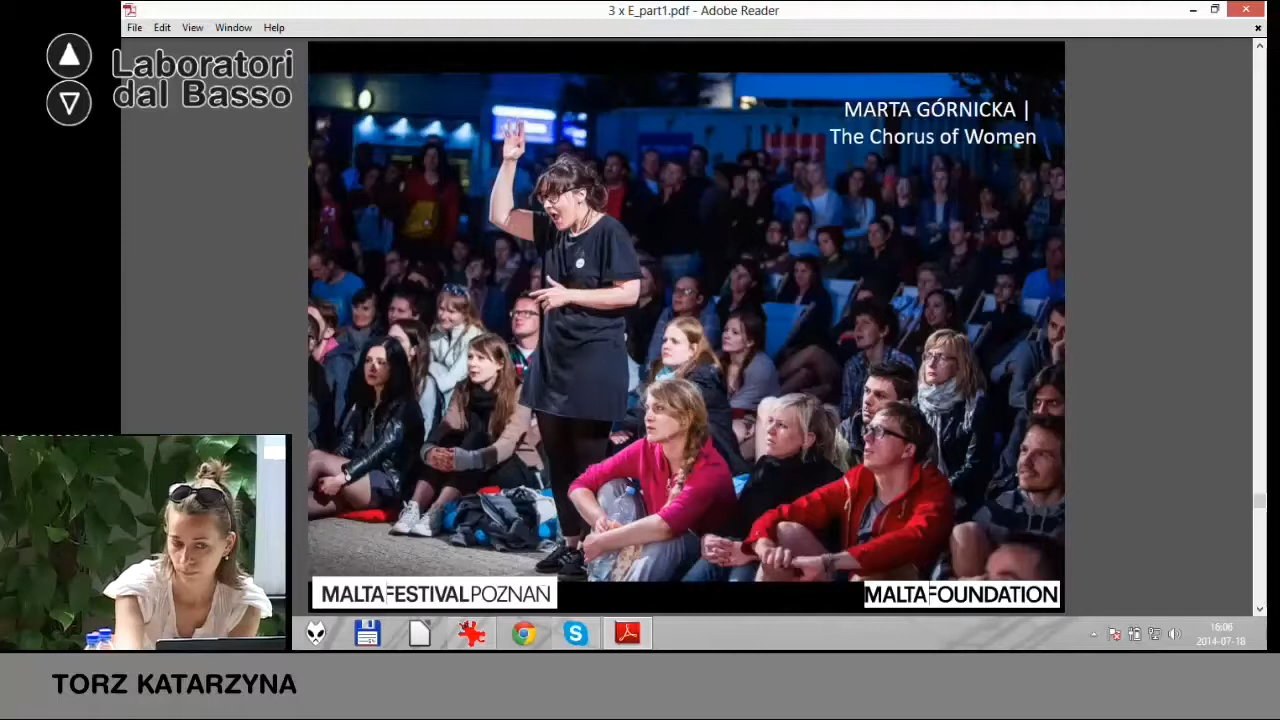 3 x E_part1.pdf - Adobe Reader
File Edit View Window Help
Laboratori
dal Basso
MARTA GÓRNICKA |
The Chorus of Women
MALTAFESTIVALPOZNAŃ
MALTAFOUNDATION
16:06
2014-07-18
TORZ KATARZYNA